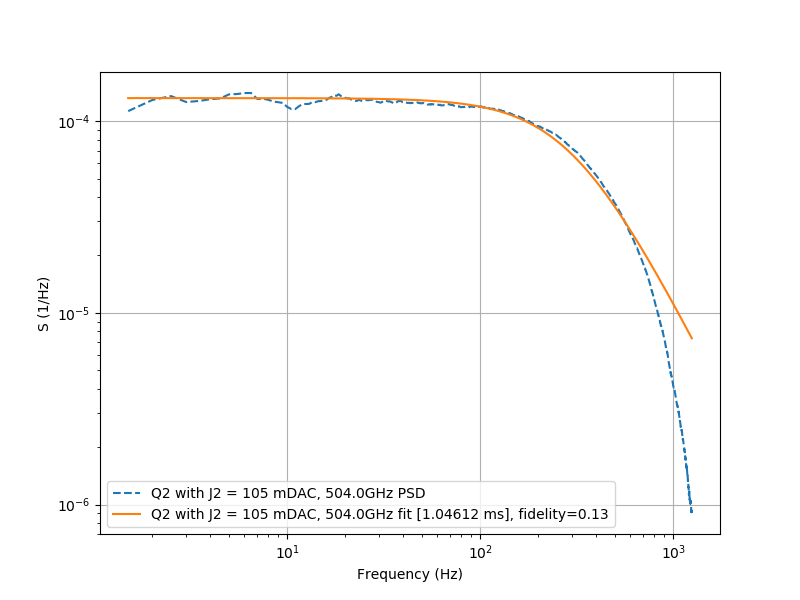 S (1/Hz)
10⁻⁴
10⁻⁵
10⁻⁶
Q2 with J2 = 105 mDAC, 504.0GHz PSD
Q2 with J2 = 105 mDAC, 504.0GHz fit [1.04612 ms], fidelity=0.13
10¹ 10² 10³
Frequency (Hz)